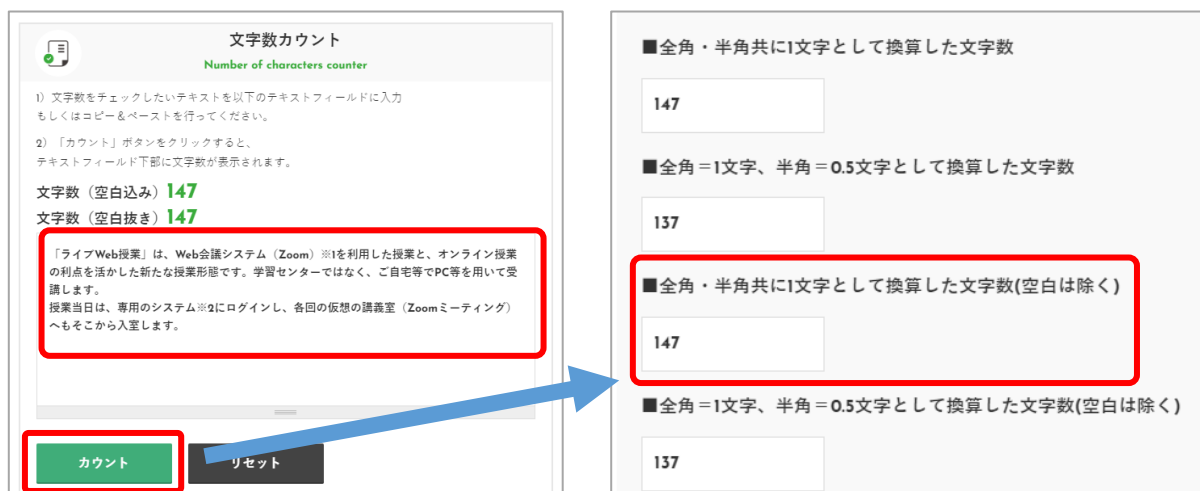 文字数カウント
Number of characters counter
1）文字数をチェックしたいテキストを以下のテキストフィールドに入力
もしくはコピー＆ペーストを行ってください。
2）「カウント」ボタンをクリックすると、
テキストフィールド下部に文字数が表示されます。
文字数（空白込み）147
文字数（空白抜き）147
「ライブWeb授業」は、Web会議システム（Zoom）※1を利用した授業と、オンライン授業
の利点を活かした新たな授業形態です。学習センターではなく、ご自宅等でPC等を用いて受
講します。
授業当日は、専用のシステム※2にログインし、各回の仮想の講義室（Zoomミーティング）
へもそこから入室します。
カウント
リセット
■全角・半角共に1文字として換算した文字数
147
■全角＝1文字、半角＝0.5文字として換算した文字数
137
■全角・半角共に1文字として換算した文字数(空白は除く)
147
■全角＝1文字、半角＝0.5文字として換算した文字数(空白は除く)
137